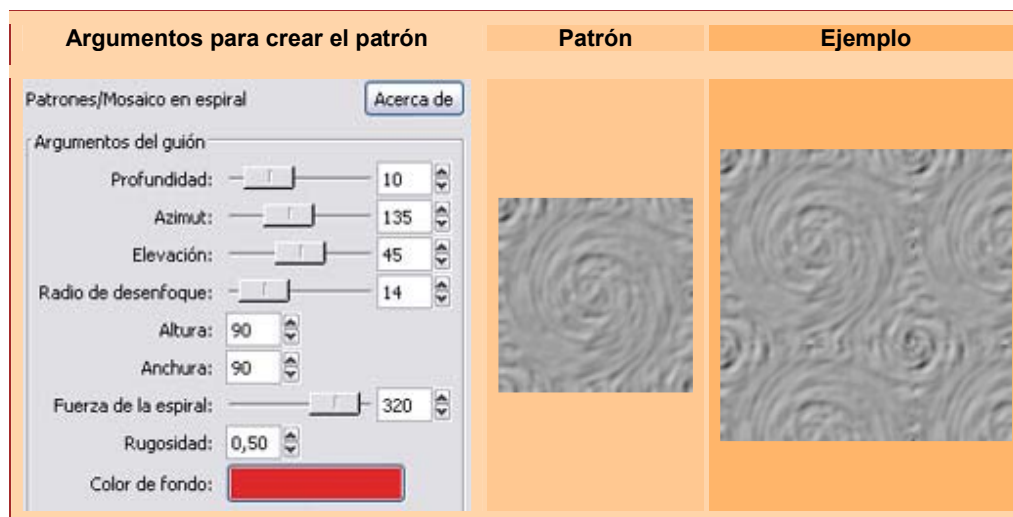 Argumentos para crear el patrón Patrón Ejemplo
Patrones/Mosaico en espiral Acerca de
Argumentos del guión
Profundidad: 10
Azimut: 135
Elevación: 45
Radio de desenfoque: 14
Altura: 90
Anchura: 90
Fuerza de la espiral: 320
Rugosidad: 0,50
Color de fondo: